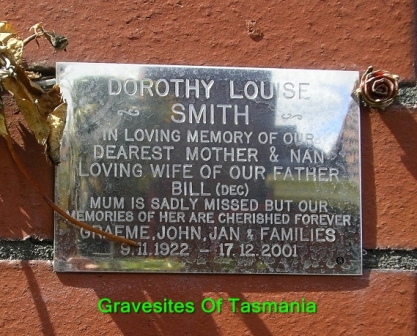 DOROTHY LOUISE
SMITH
IN LOVING MEMORY OF OUR
DEAREST MOTHER & NAN
LOVING WIFE OF OUR FATHER
BILL (DEC)
MUM IS SADLY MISSED BUT OUR
MEMORIES OF HER ARE CHERISHED FOREVER
GRAEME, JOHN, JAN & FAMILIES
9.11.1922 – 17.12.2001
Gravesites Of Tasmania